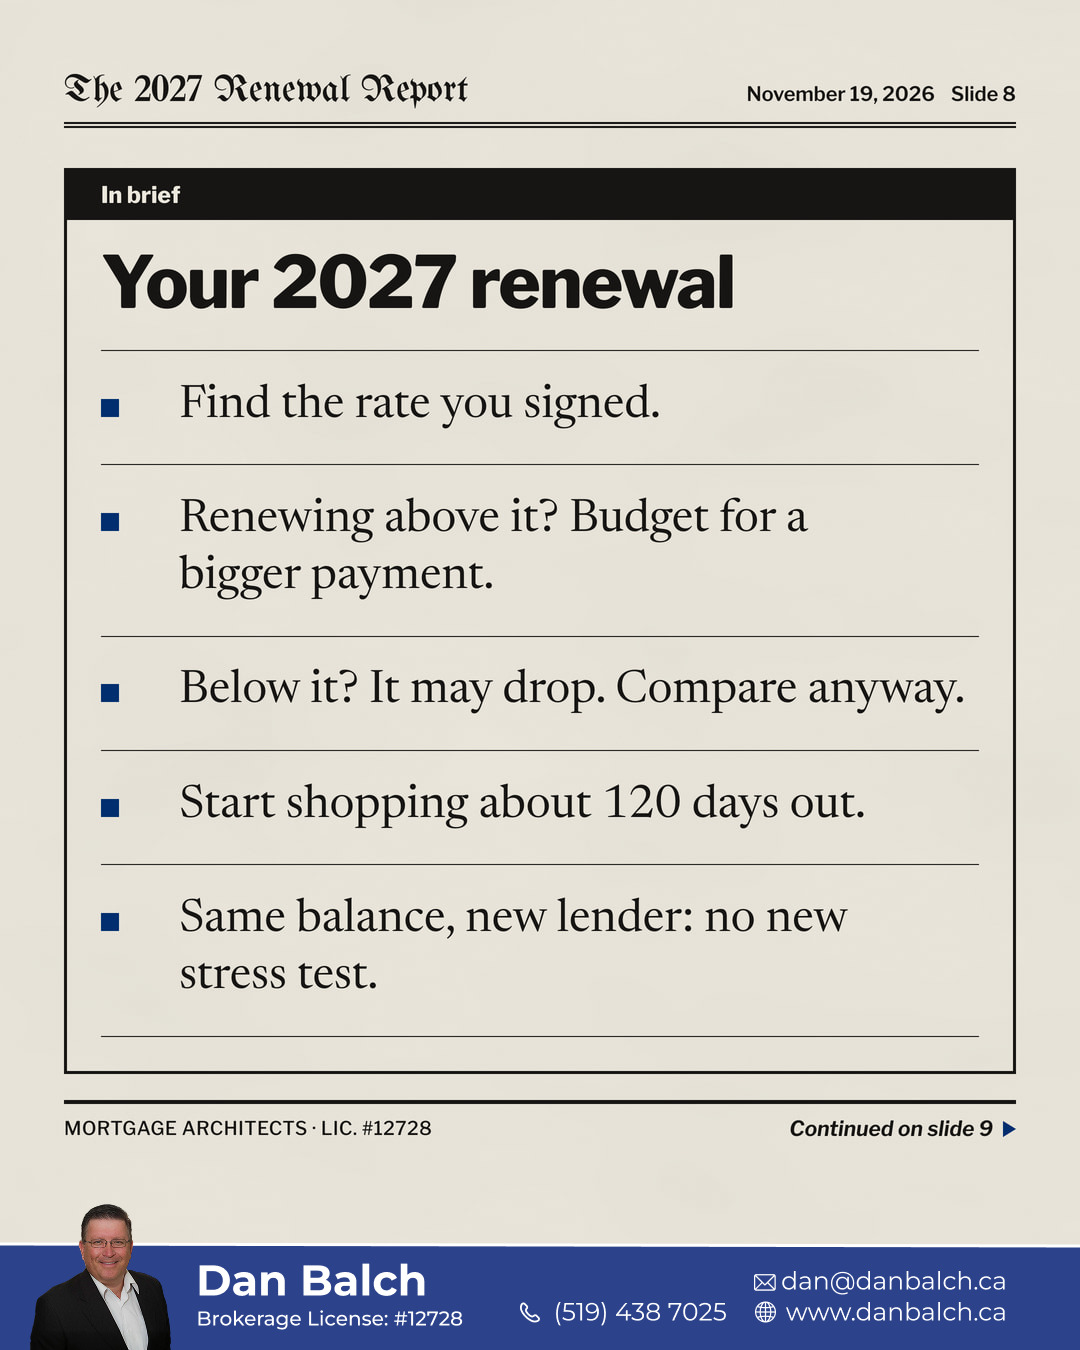 The 2027 Renewal Report
November 19, 2026 Slide 8
In brief
Your 2027 renewal
Find the rate you signed.
Renewing above it? Budget for a
bigger payment.
Below it? It may drop. Compare anyway.
Start shopping about 120 days out.
Same balance, new lender: no new
stress test.
MORTGAGE ARCHITECTS · LIC. #12728
Continued on slide 9
Dan Balch
Brokerage License: #12728
(519) 438 7025
dan@danbalch.ca
www.danbalch.ca